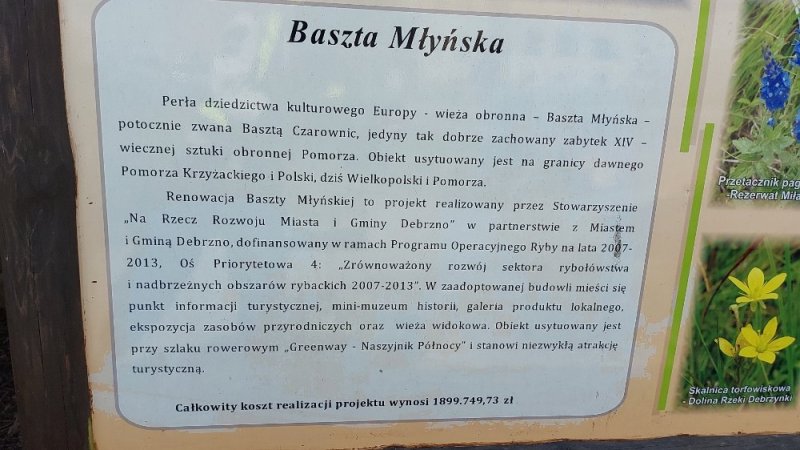 Baszta Młyńska
Perła dziedzictwa kulturowego Europy - wieża obronna – Baszta Młyńska –
potocznie zwana Basztą Czarownic, jedyny tak dobrze zachowany zabytek XIV –
wiecznej sztuki obronnej Pomorza. Obiekt usytuowany jest na granicy dawnego
Pomorza Krzyżackiego i Polski, dziś Wielkopolski i Pomorza.
Renowacja Baszty Młyńskiej to projekt realizowany przez Stowarzyszenie
„Na Rzecz Rozwoju Miasta i Gminy Debrzno" w partnerstwie z Miastem
i Gminą Debrzno, dofinansowany w ramach Programu Operacyjnego Ryby na lata 2007-
2013, Oś Priorytetowa 4: „Zrównoważony rozwój sektora rybołówstwa
i nadbrzeżnych obszarów rybackich 2007-2013". W zaadoptowanej budowli mieści się
punkt informacji turystycznej, mini-muzeum historii, galeria produktu lokalnego,
ekspozycja zasobów przyrodniczych oraz wieża widokowa. Obiekt usytuowany jest
przy szlaku rowerowym „Greenway - Naszyjnik Północy" i stanowi niezwykłą atrakcję
turystyczną.
Całkowity koszt realizacji projektu wynosi 1899.749,73 zł
Przetacznik pag
- Rezerwat Miła
Skalnica torfowiskowa
- Dolina Rzeki Debrzynki